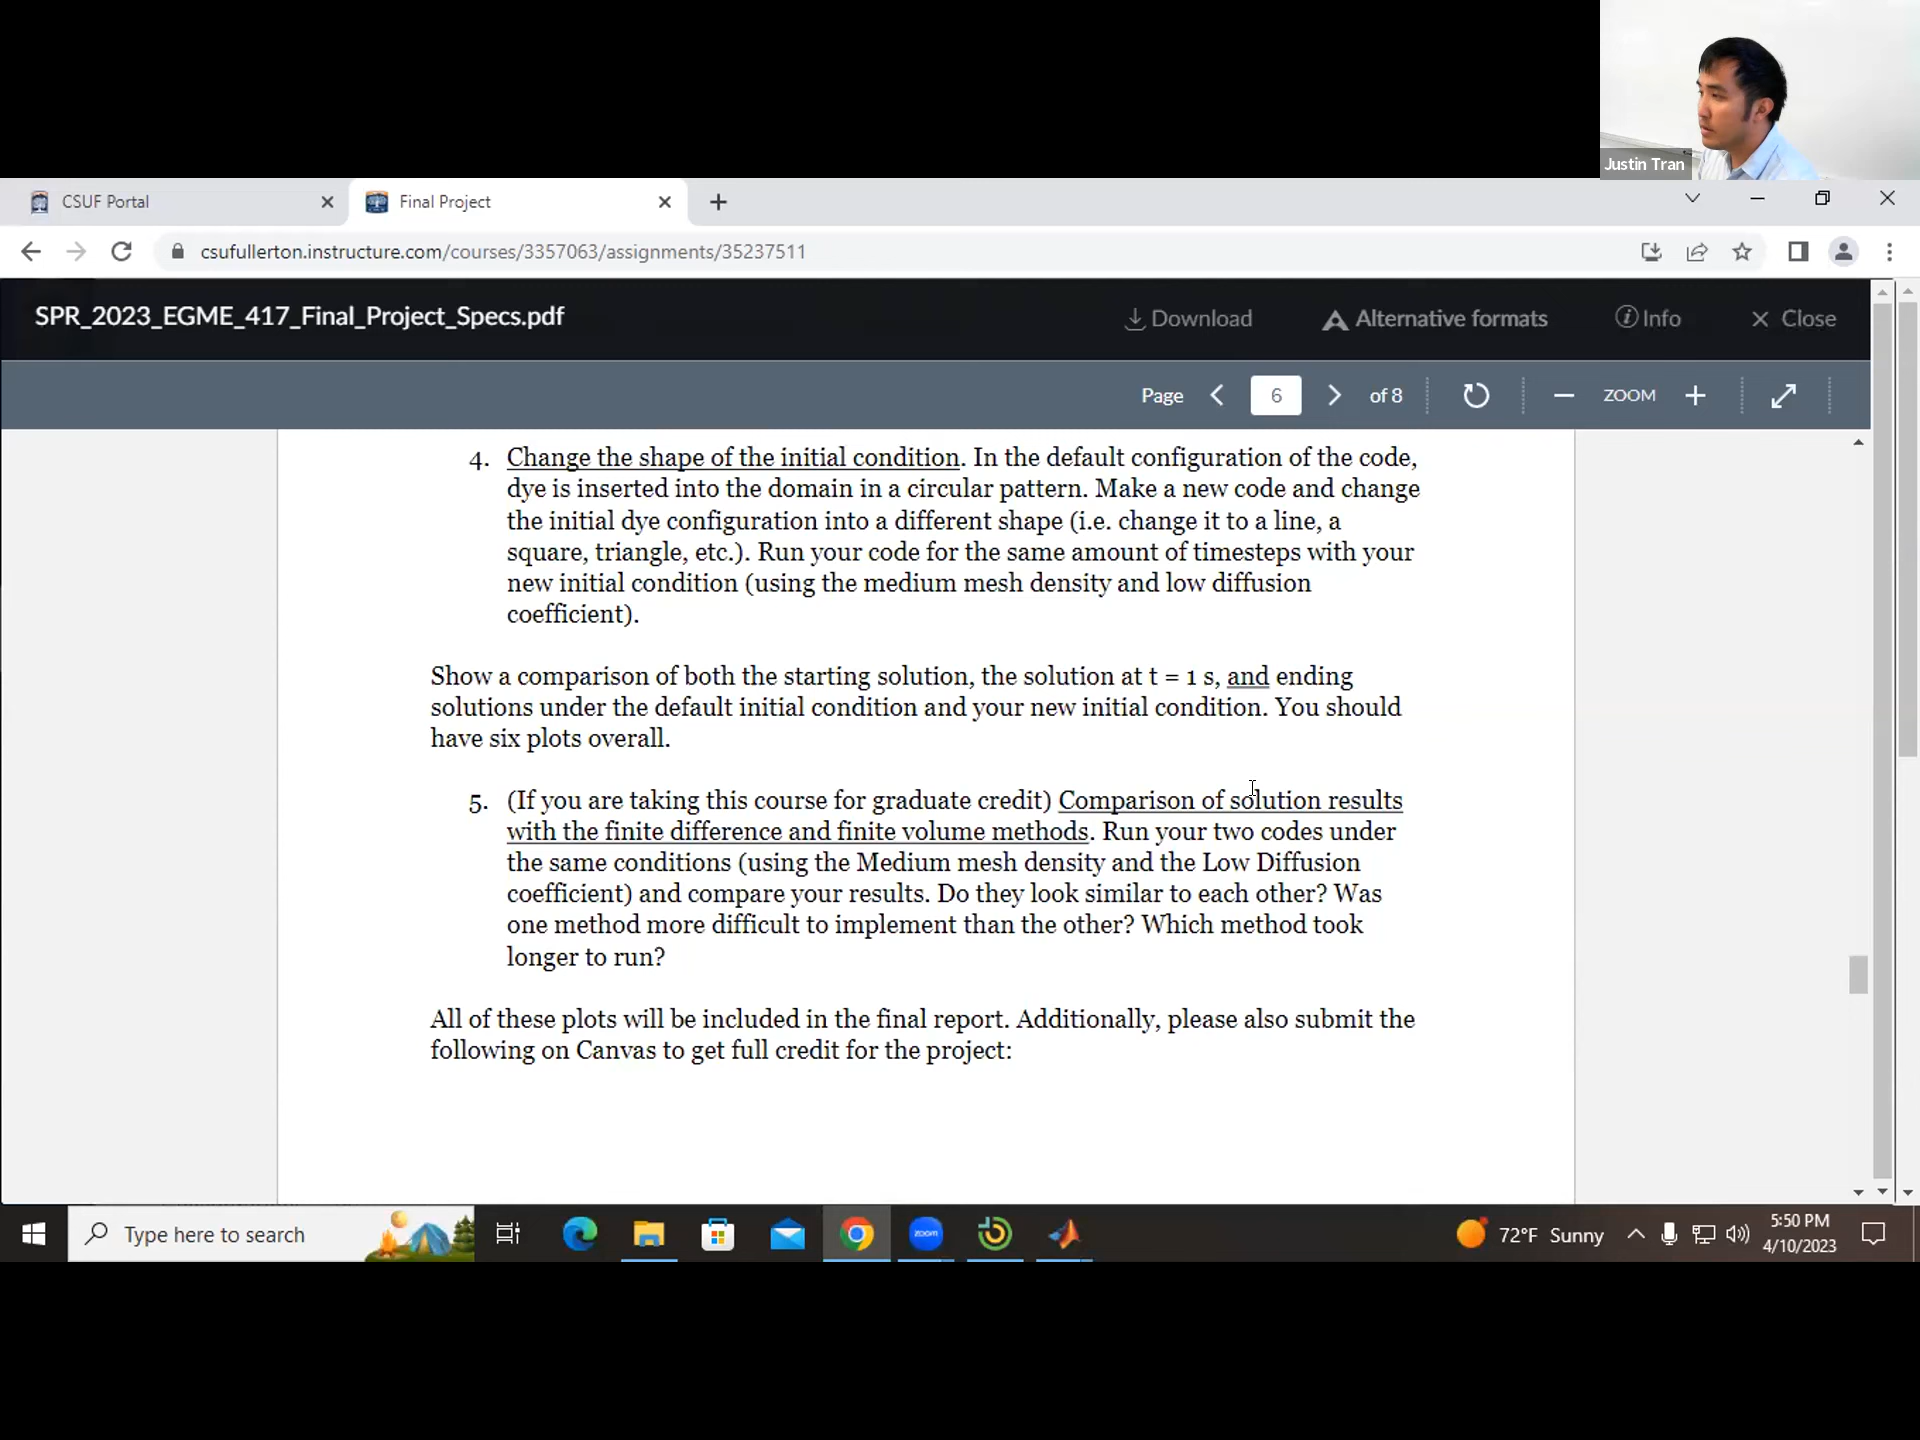 Justin Tran
CSUF Portal
Final Project
csufullerton.instructure.com/courses/3357063/assignments/35237511
SPR_2023_EGME_417_Final_Project_Specs.pdf
Download
Alternative formats
Info
Close
Page
6
of 8
ZOOM
4. Change the shape of the initial condition. In the default configuration of the code,
dye is inserted into the domain in a circular pattern. Make a new code and change
the initial dye configuration into a different shape (i.e. change it to a line, a
square, triangle, etc.). Run your code for the same amount of timesteps with your
new initial condition (using the medium mesh density and low diffusion
coefficient).
Show a comparison of both the starting solution, the solution at t = 1 s, and ending
solutions under the default initial condition and your new initial condition. You should
have six plots overall.
5. (If you are taking this course for graduate credit) Comparison of solution results
with the finite difference and finite volume methods. Run your two codes under
the same conditions (using the Medium mesh density and the Low Diffusion
coefficient) and compare your results. Do they look similar to each other? Was
one method more difficult to implement than the other? Which method took
longer to run?
All of these plots will be included in the final report. Additionally, please also submit the
following on Canvas to get full credit for the project:
Type here to search
zoom
72°F Sunny
5:50 PM
4/10/2023